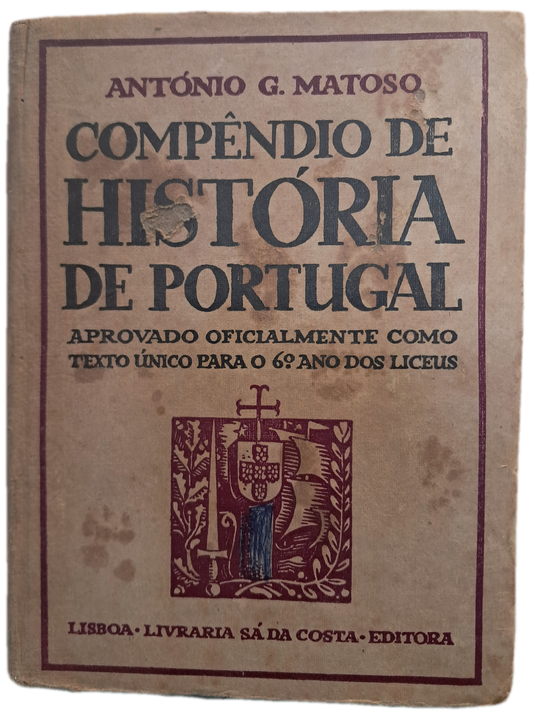 ANTÓNIO G. MATOSO
COMPÊNDIO DE
HISTÓRIA
DE PORTUGAL
APROVADO OFICIALMENTE COMO
TEXTO ÚNICO PARA O 6º ANO DOS LICEUS
LISBOA · LIVRARIA SÁ DA COSTA · EDITORA